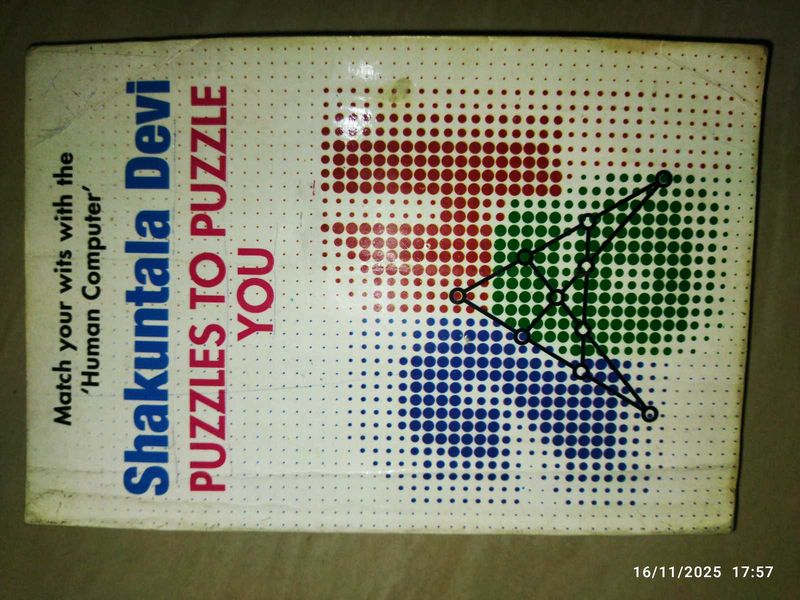 Match your wits with the
'Human Computer'
Shakuntala Devi
PUZZLES TO PUZZLE
YOU
16/11/2025 17:57